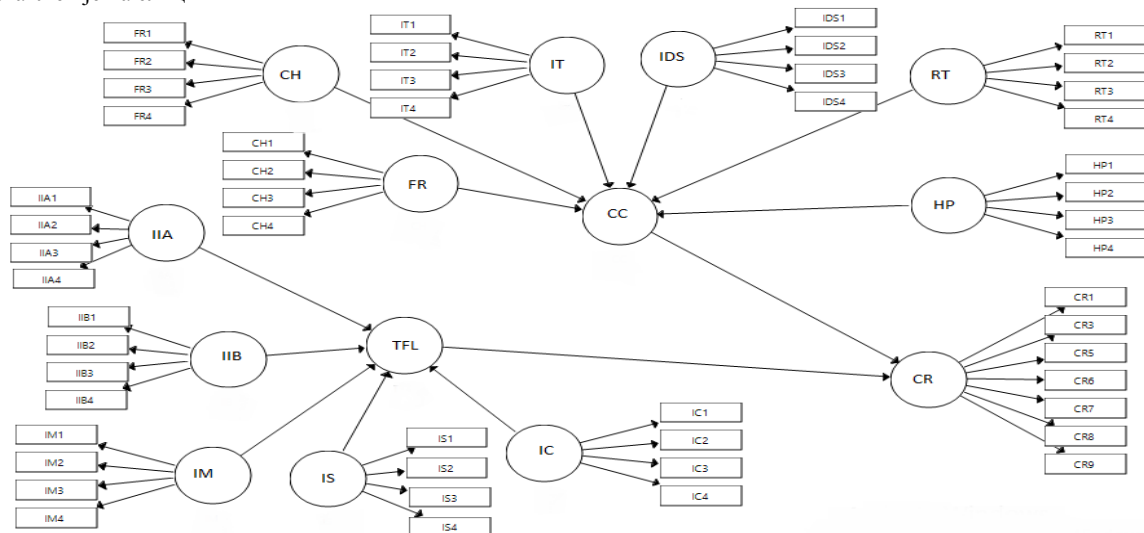 FR1
FR2
FR3
FR4
CH
IT1
IT2
IT3
IT4
IT
IDS
IDS1
IDS2
IDS3
IDS4
RT
RT1
RT2
RT3
RT4
CH1
CH2
CH3
CH4
FR
CC
HP
HP1
HP2
HP3
HP4
IIA1
IIA2
IIA3
IIA4
IIA
IIB1
IIB2
IIB3
IIB4
IIB
TFL
CR
CR1
CR3
CR5
CR6
CR7
CR8
CR9
IM1
IM2
IM3
IM4
IM
IS
IS1
IS2
IS3
IS4
IC
IC1
IC2
IC3
IC4